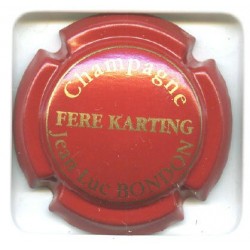 Champagne
FERE KARTING
Jean Luc BONDON